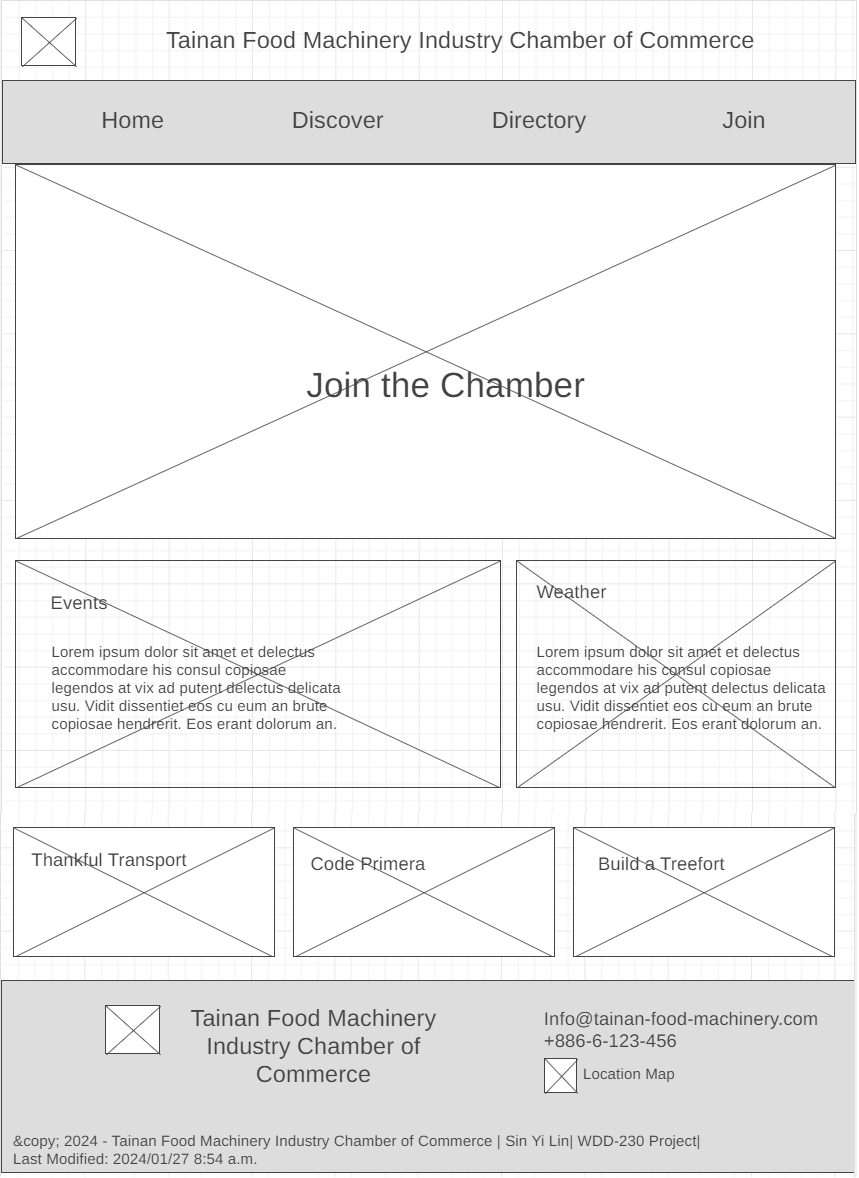 Tainan Food Machinery Industry Chamber of Commerce
Home Discover Directory Join
Join the Chamber
Events
Lorem ipsum dolor sit amet et delectus
accommodare his consul copiosae
legendos at vix ad putent delectus delicata
usu. Vidit dissentiet eos cu eum an brute
copiosae hendrerit. Eos erant dolorum an.
Weather
Lorem ipsum dolor sit amet et delectus
accommodare his consul copiosae
legendos at vix ad putent delectus delicata
usu. Vidit dissentiet eos cu eum an brute
copiosae hendrerit. Eos erant dolorum an.
Thankful Transport
Code Primera
Build a Treefort
Tainan Food Machinery
Industry Chamber of
Commerce
Info@tainan-food-machinery.com
+886-6-123-456
Location Map
&copy; 2024 - Tainan Food Machinery Industry Chamber of Commerce | Sin Yi Lin| WDD-230 Project|
Last Modified: 2024/01/27 8:54 a.m.